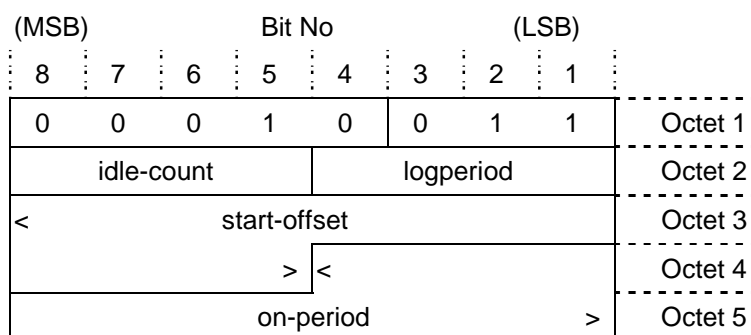 (MSB) Bit No (LSB)
8 7 6 5 4 3 2 1
0 0 0 1 0 0 1 1 Octet 1
idle-count logperiod Octet 2
< start-offset Octet 3
> < Octet 4
on-period > Octet 5